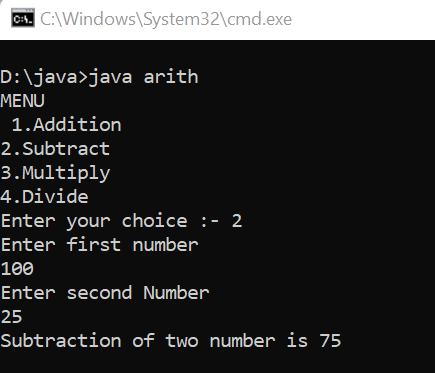 C:\Windows\System32\cmd.exe
D:\java>java arith
MENU
 1.Addition
2.Subtract
3.Multiply
4.Divide
Enter your choice :- 2
Enter first number
100
Enter second Number
25
Subtraction of two number is 75